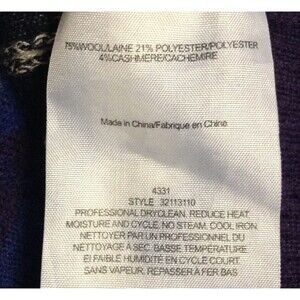 75%WOOL/LAINE 21% POLYESTER/POLYESTER
4%CASHMERE/CACHEMIRE
Made in China/Fabrique en Chine
4331
STYLE 32113110
PROFESSIONAL DRYCLEAN. REDUCE HEAT
MOISTURE AND CYCLE. NO STEAM. COOL IRON.
NETTOYER PAR UN PROFESSIONNEL DU
NETTOYAGE A SEC. BASSE TEMPERATURE
EI FAIBLE HUMIDITE EN CYCLE COURT.
SANS VAPEUR. REPASSER A FER BAS